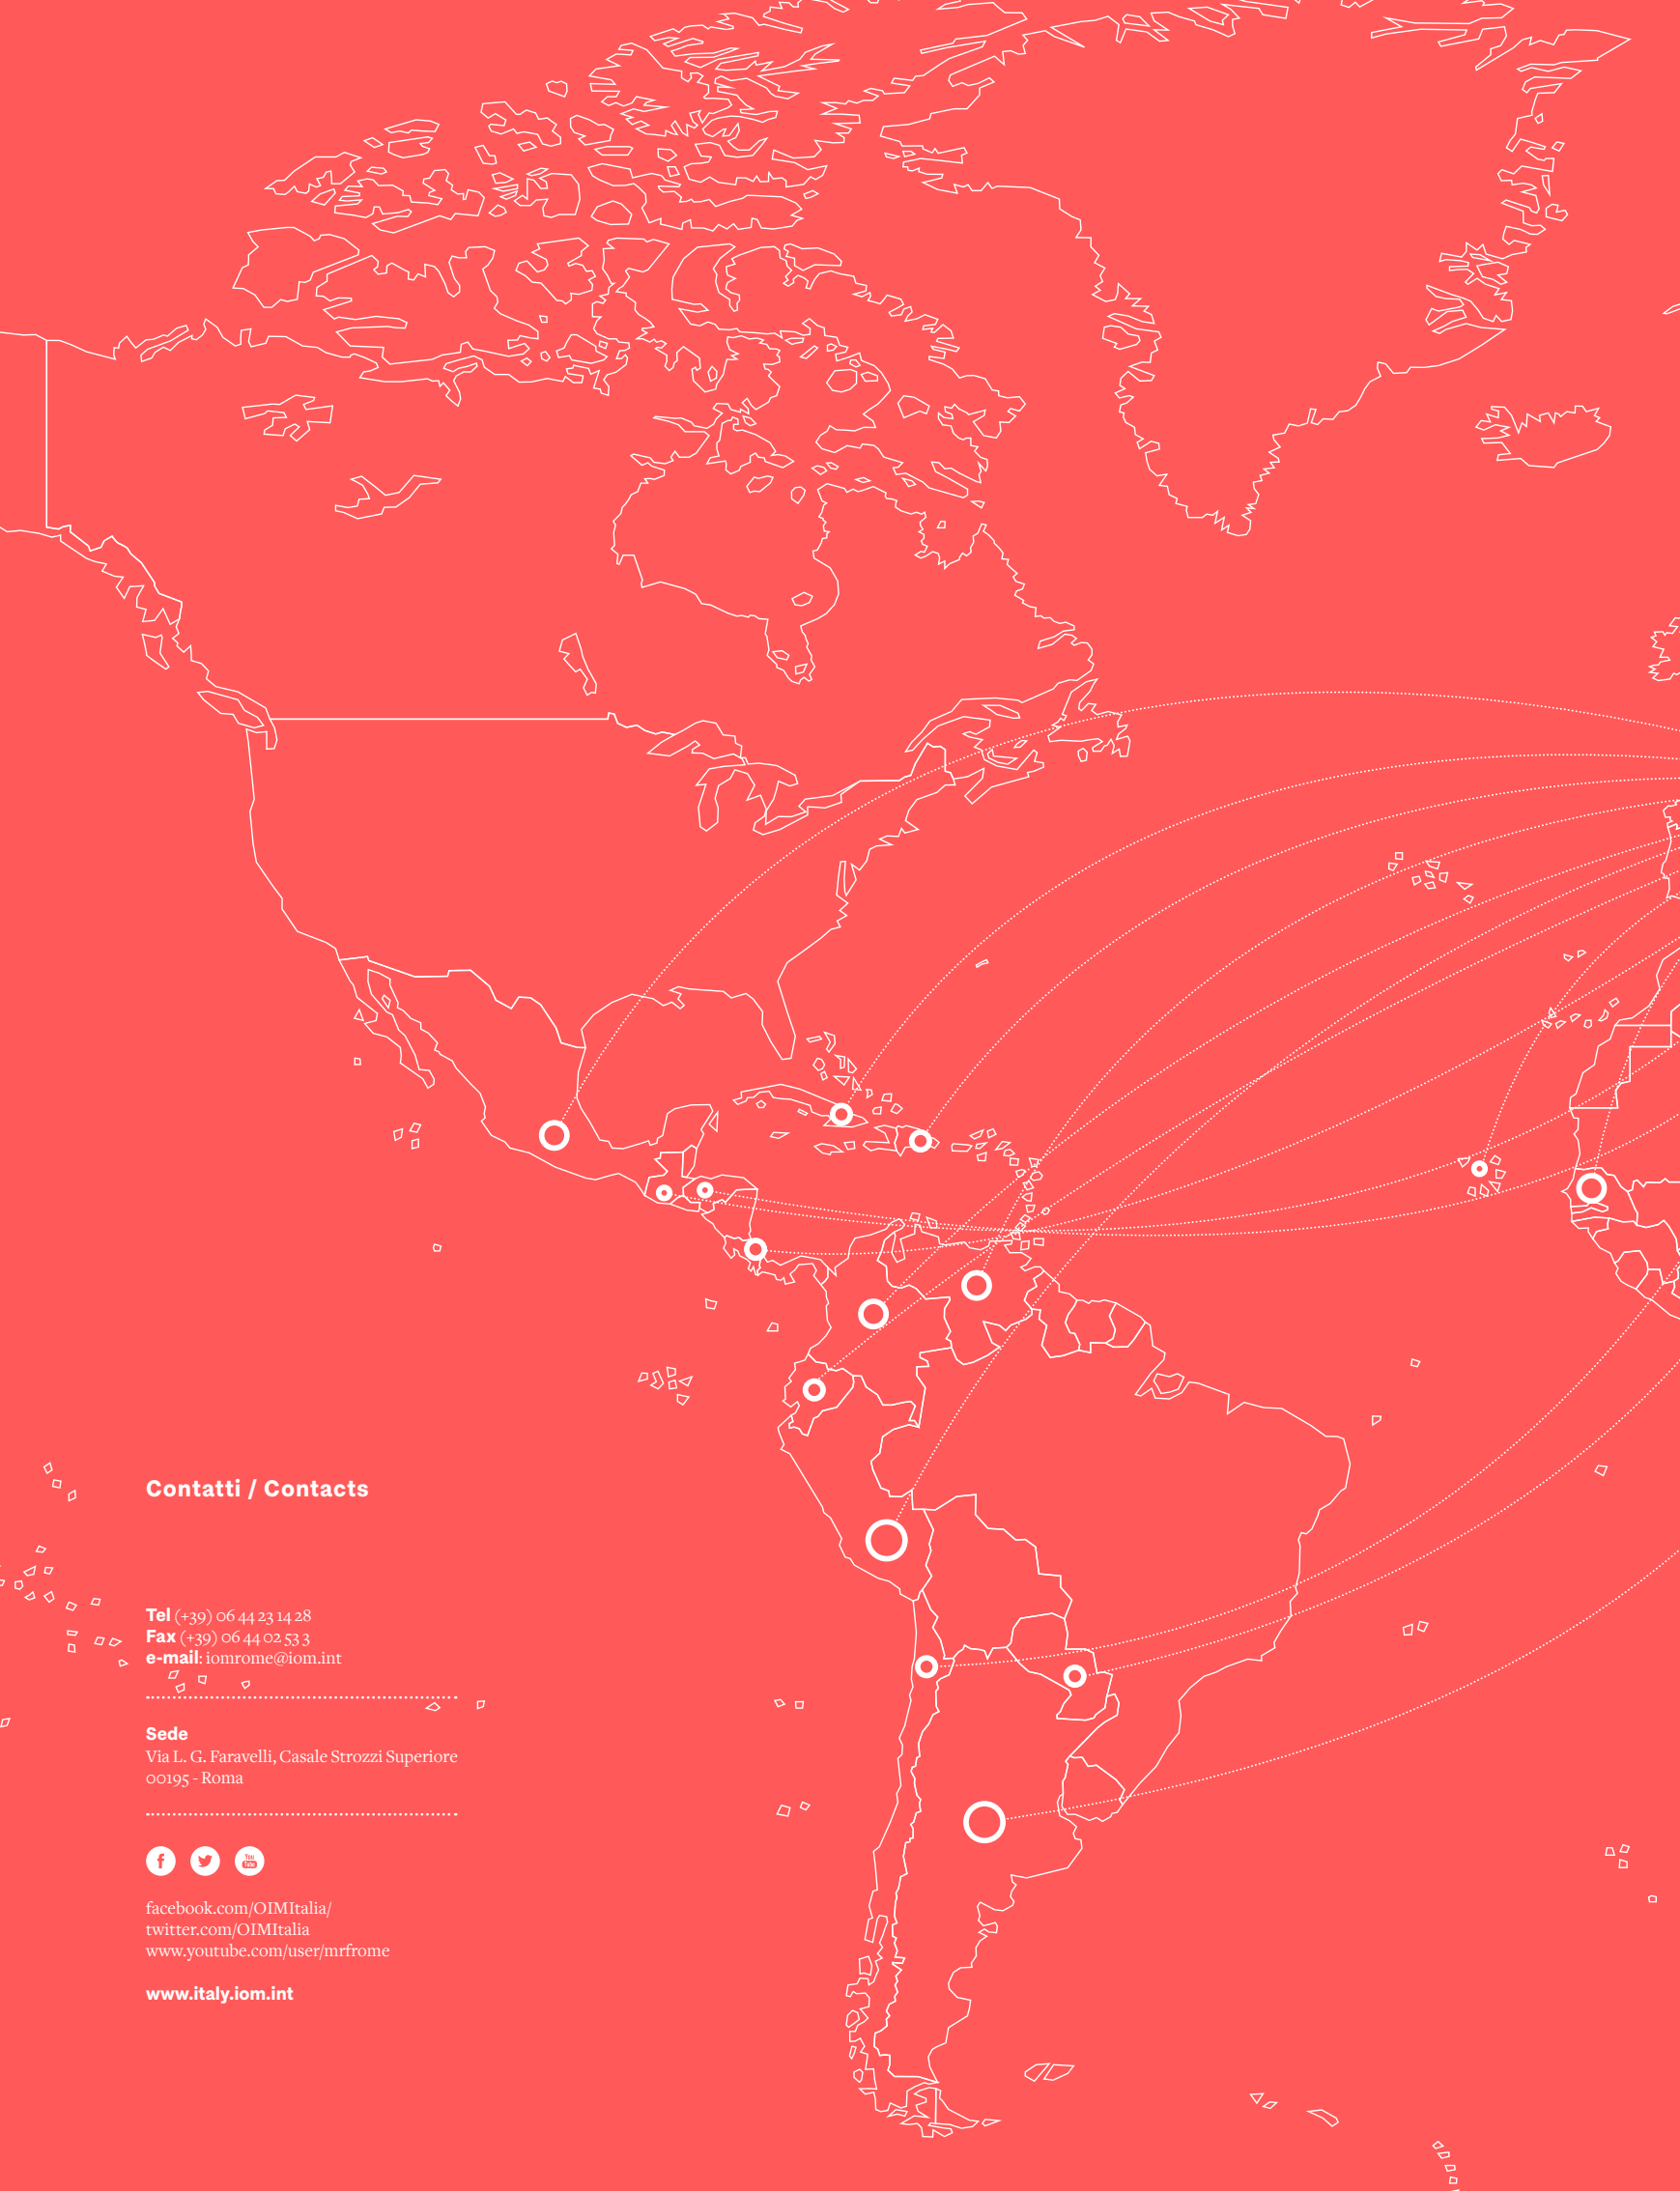 Contatti / Contacts
Tel (+39) 06 44 23 14 28
Fax (+39) 06 44 02 53 3
e-mail: iomrome@iom.int
Sede
Via L. G. Faravelli, Casale Strozzi Superiore
00195 - Roma
f You Tube
facebook.com/OIMItalia/
twitter.com/OIMItalia
www.youtube.com/user/mrfrome
www.italy.iom.int